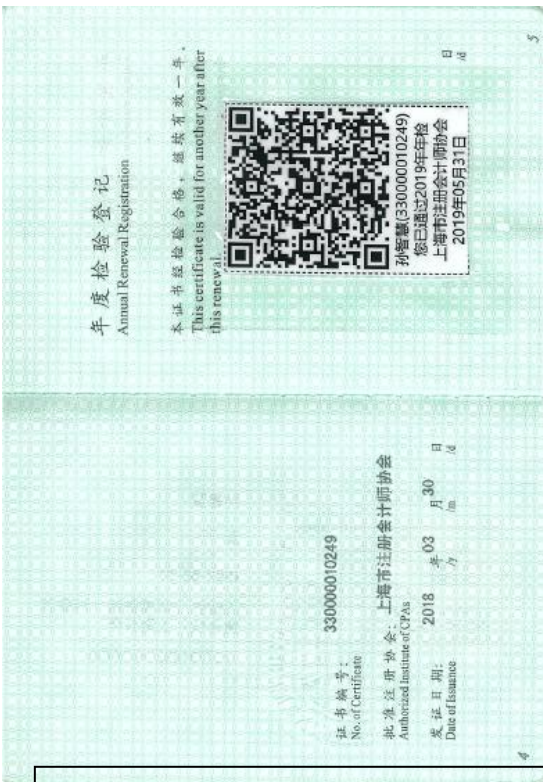 年度检验登记
Annual Renewal Registration
本证书经检验合格，继续有效一年。
This certificate is valid for another year after
this renewal.
孙智慧(330000010249)
您已通过2019年年检
上海市注册会计师协会
2019年05月31日
日
/d
5
证书编号：
No. of Certificate
330000010249
批准注册协会：上海市注册会计师协会
Authorized Institute of CPAs
发证日期： 2018 年 03 月 30 日
Date of Issuance /y /m /d
4